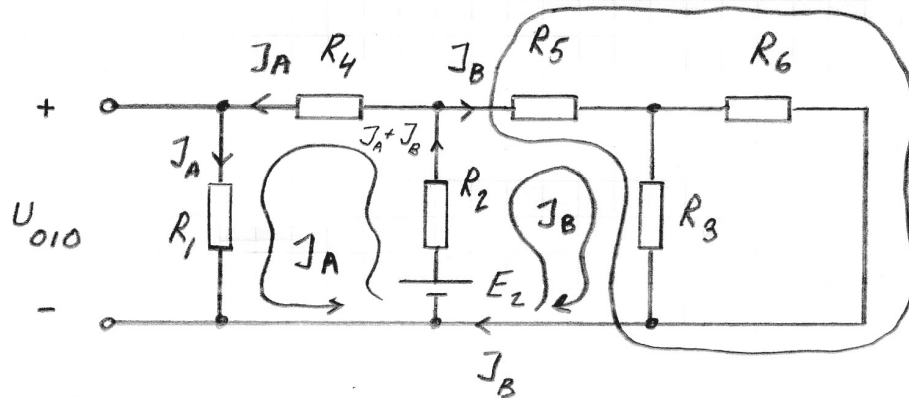 J_A R_4 J_B R_5 R_6
+
J_A J_A+J_B
U_010 R_1 J_A R_2 J_B R_3
E_2
-
J_B